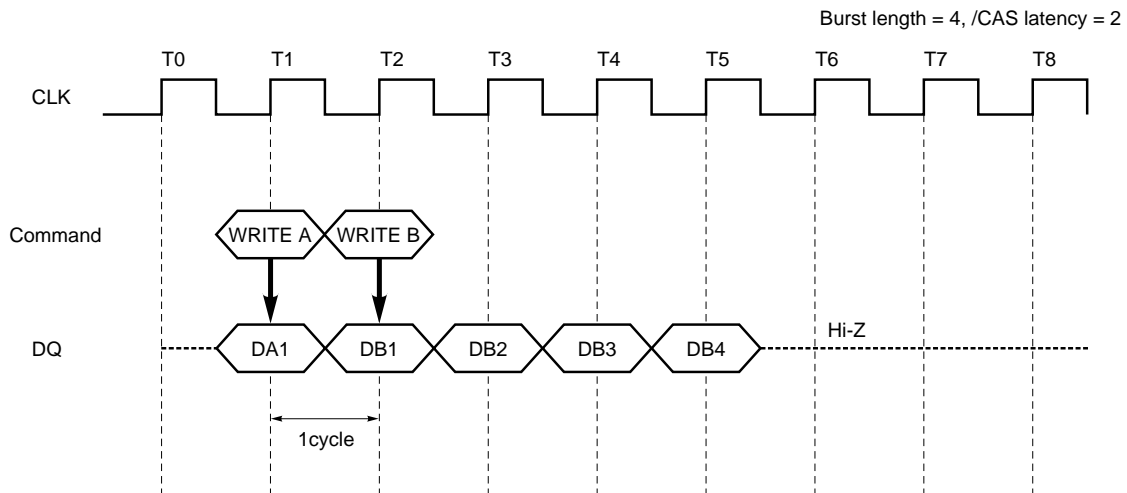 Burst length = 4, /CAS latency = 2
T0 T1 T2 T3 T4 T5 T6 T7 T8
CLK
Command WRITE A WRITE B
Hi-Z
DQ DA1 DB1 DB2 DB3 DB4
1cycle